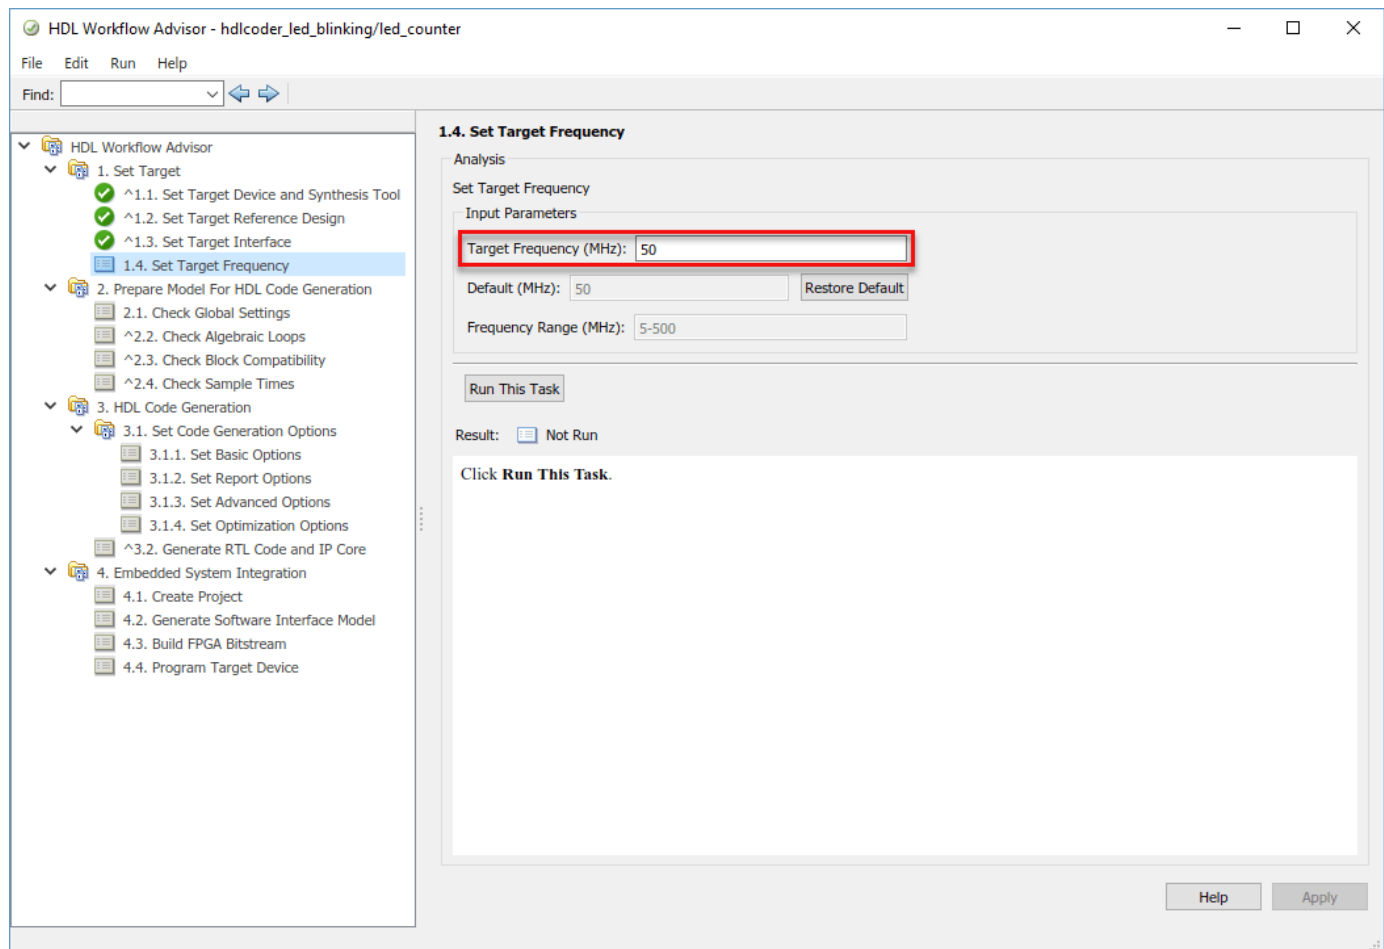 HDL Workflow Advisor - hdlcoder_led_blinking/led_counter
File Edit Run Help
Find:
HDL Workflow Advisor
1. Set Target
^1.1. Set Target Device and Synthesis Tool
^1.2. Set Target Reference Design
^1.3. Set Target Interface
1.4. Set Target Frequency
2. Prepare Model For HDL Code Generation
2.1. Check Global Settings
^2.2. Check Algebraic Loops
^2.3. Check Block Compatibility
^2.4. Check Sample Times
3. HDL Code Generation
3.1. Set Code Generation Options
3.1.1. Set Basic Options
3.1.2. Set Report Options
3.1.3. Set Advanced Options
3.1.4. Set Optimization Options
^3.2. Generate RTL Code and IP Core
4. Embedded System Integration
4.1. Create Project
4.2. Generate Software Interface Model
4.3. Build FPGA Bitstream
4.4. Program Target Device
1.4. Set Target Frequency
Analysis
Set Target Frequency
Input Parameters
Target Frequency (MHz): 50
Default (MHz): 50 Restore Default
Frequency Range (MHz): 5-500
Run This Task
Result: Not Run
Click Run This Task.
Help Apply